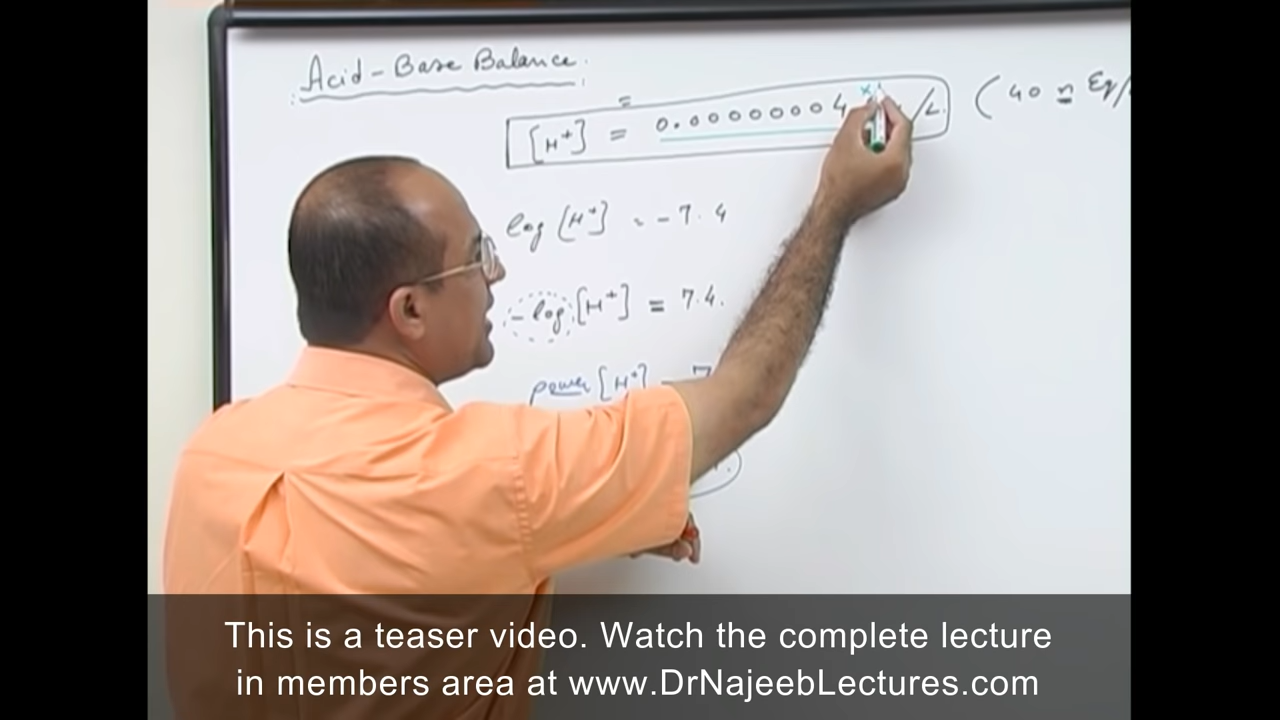 Acid-Base Balance.
[H+] = 0.00000004 /L. (40 n Eq/
log [H+] = -7.4
-log [H+] = 7.4.
power [H+] = 7
This is a teaser video. Watch the complete lecture
in members area at www.DrNajeebLectures.com